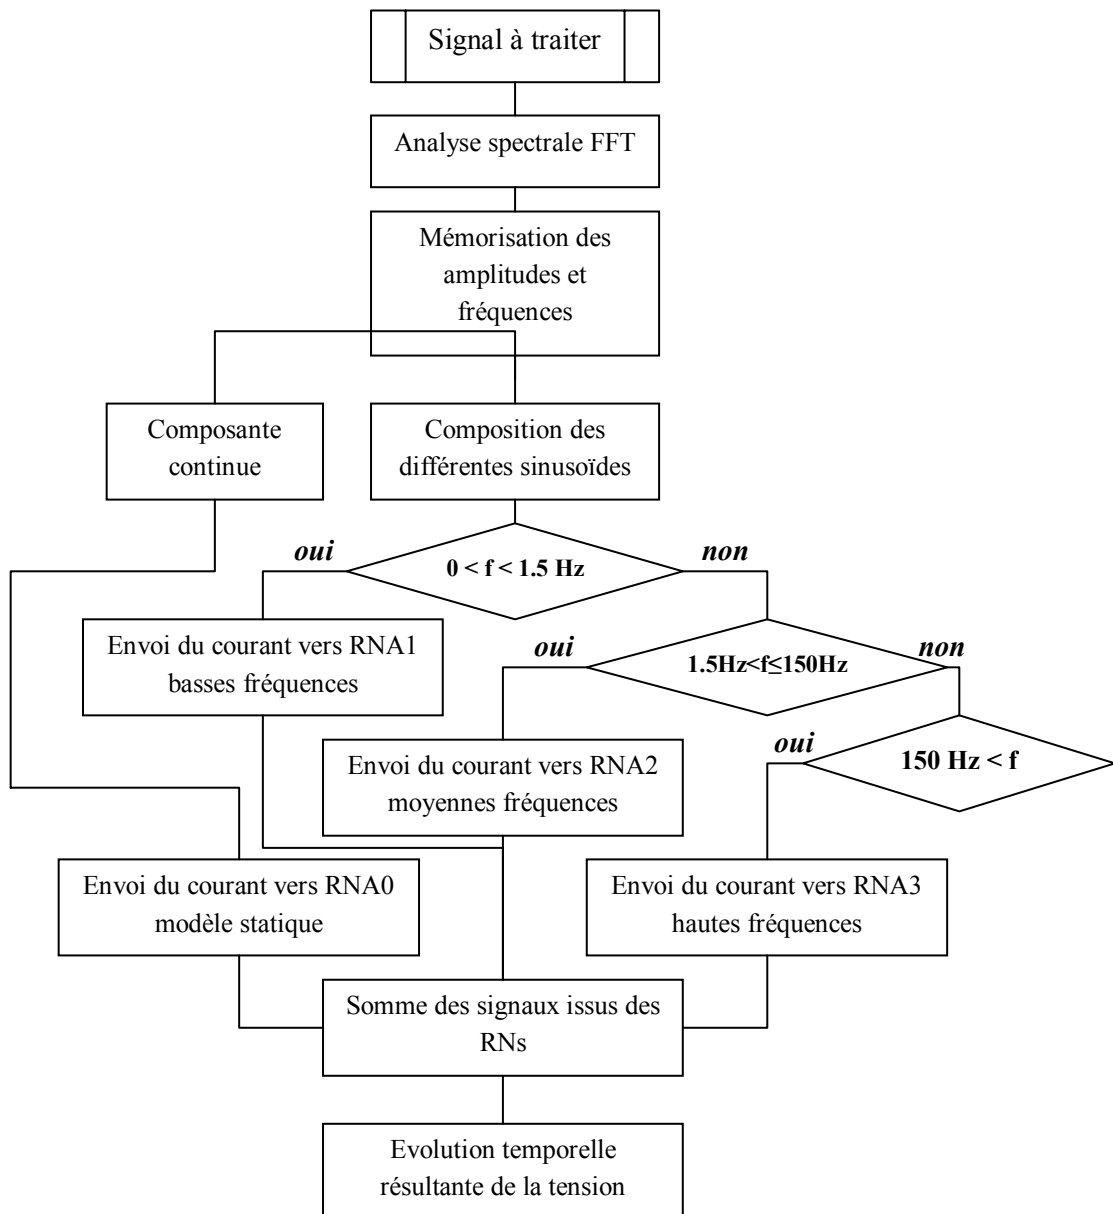 Signal à traiter
Analyse spectrale FFT
Mémorisation des
amplitudes et
fréquences
Composante
continue
Composition des
différentes sinusoïdes
oui
0 < f < 1.5 Hz
non
Envoi du courant vers RNA1
basses fréquences
oui
1.5Hz<f≤150Hz
non
Envoi du courant vers RNA2
moyennes fréquences
oui
150 Hz < f
Envoi du courant vers RNA0
modèle statique
Envoi du courant vers RNA3
hautes fréquences
Somme des signaux issus des
RNs
Evolution temporelle
résultante de la tension